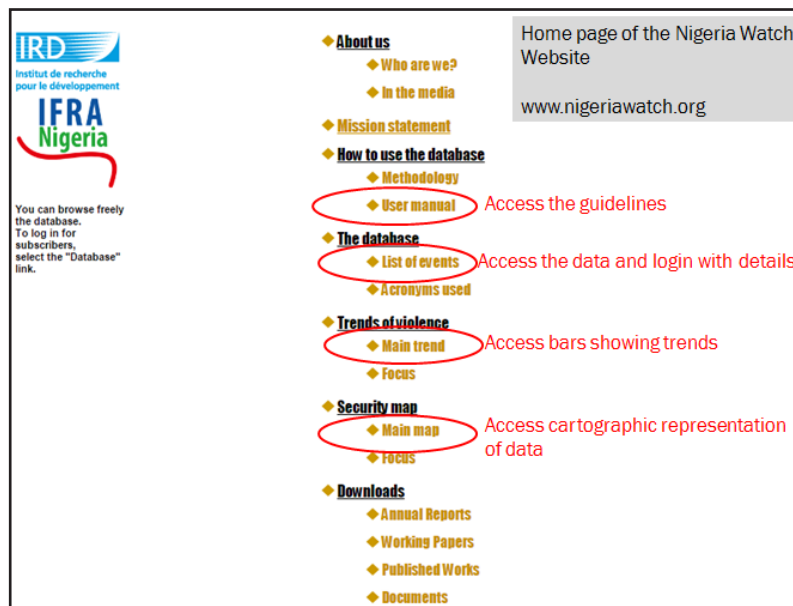 IRD
Institut de recherche
pour le développement
IFRA
Nigeria
You can browse freely
the database.
To log in for
subscribers,
select the "Database"
link.
About us
Who are we?
In the media
Mission statement
How to use the database
Methodology
User manual
The database
List of events
Acronyms used
Trends of violence
Main trend
Focus
Security map
Main map
Focus
Downloads
Annual Reports
Working Papers
Published Works
Documents
Home page of the Nigeria Watch
Website
www.nigeriawatch.org
Access the guidelines
Access the data and login with details
Access bars showing trends
Access cartographic representation
of data